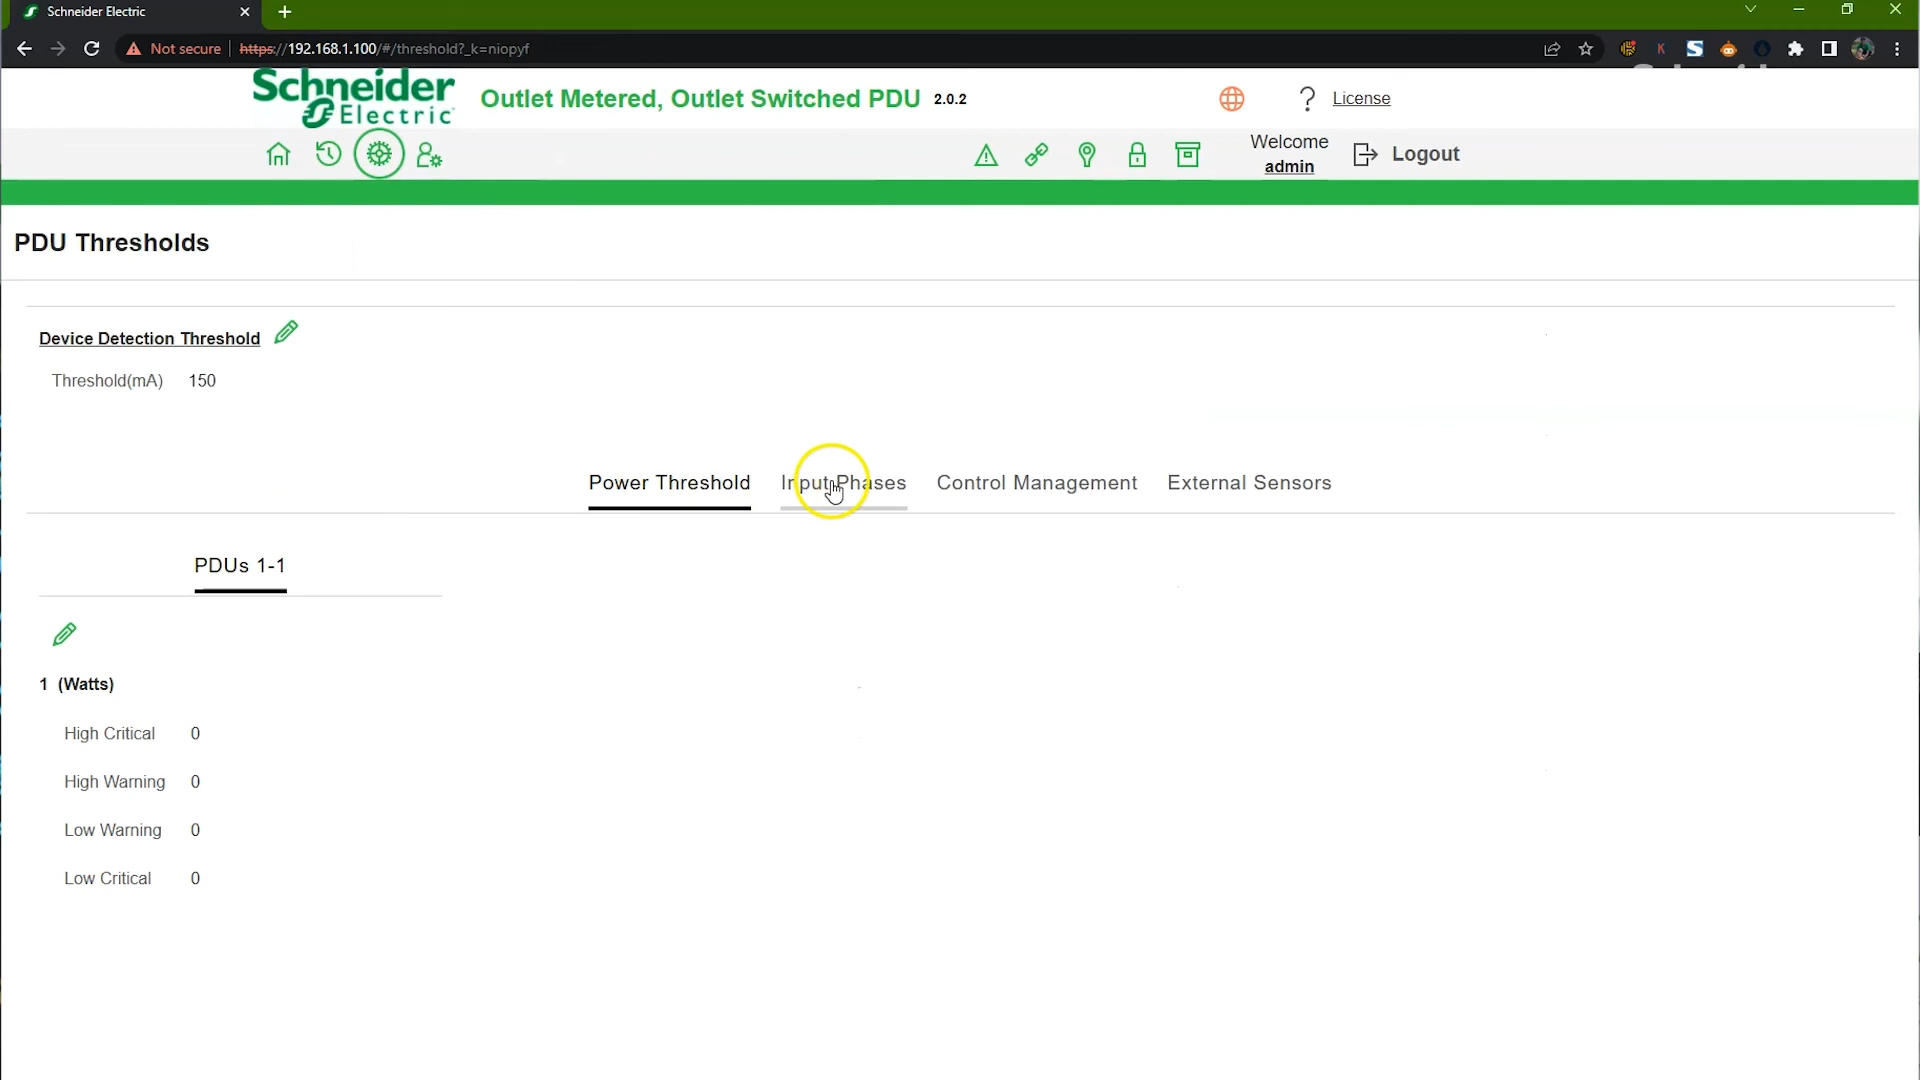 Schneider Electric
Not secure
https://192.168.1.100/#/threshold?_k=niopyf
Schneider
Electric
Outlet Metered, Outlet Switched PDU 2.0.2
? License
Welcome
admin
Logout
PDU Thresholds
Device Detection Threshold
Threshold(mA) 150
Power Threshold
Input Phases
Control Management
External Sensors
PDUs 1-1
1 (Watts)
High Critical 0
High Warning 0
Low Warning 0
Low Critical 0